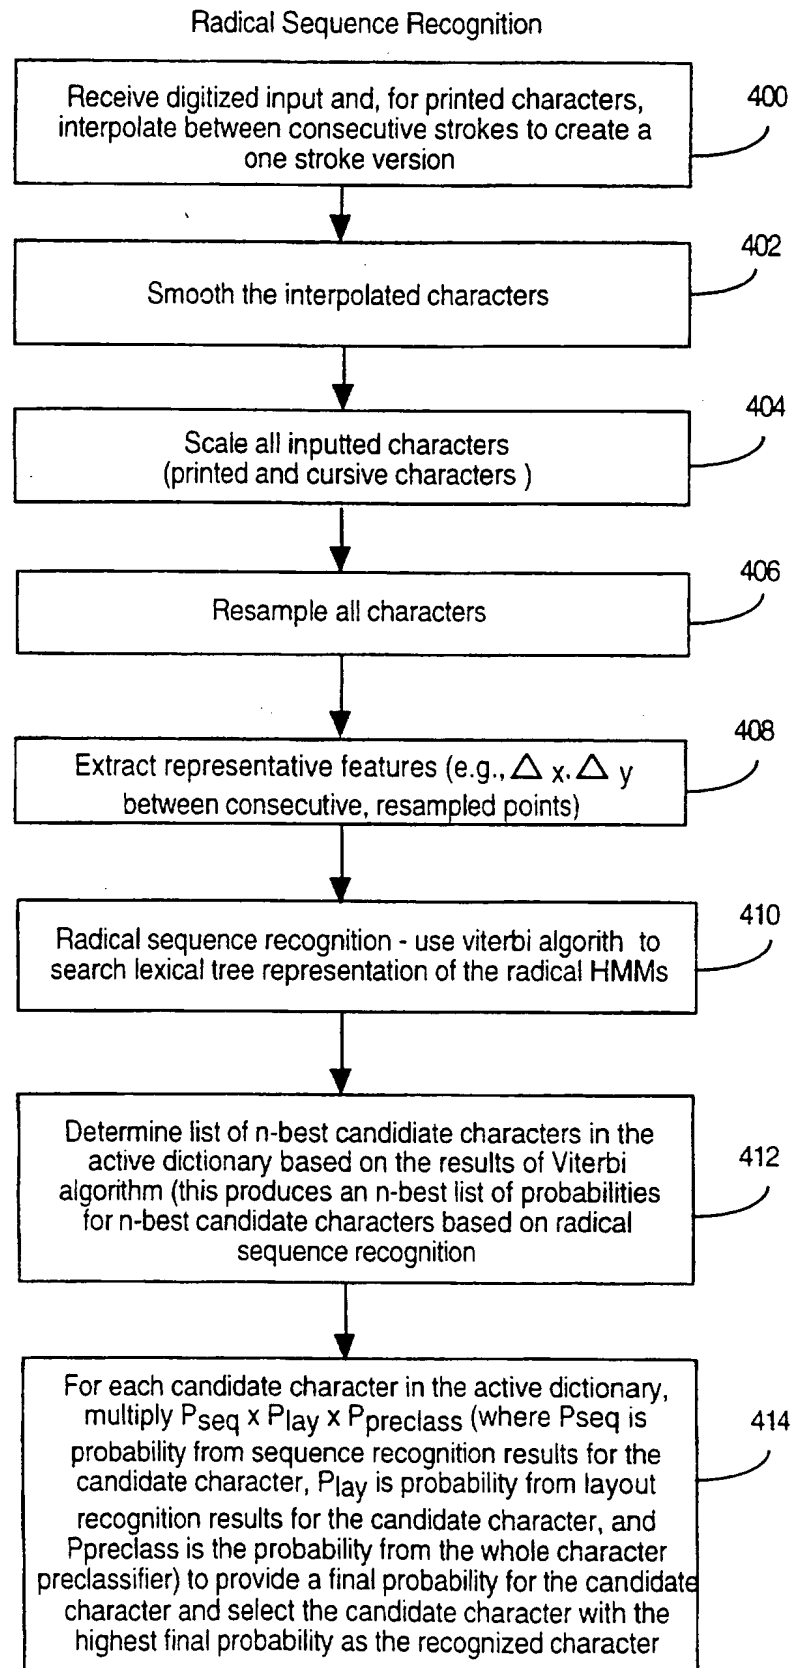 Radical Sequence Recognition
Receive digitized input and, for printed characters,
interpolate between consecutive strokes to create a
one stroke version
400
Smooth the interpolated characters
402
Scale all inputted characters
(printed and cursive characters )
404
Resample all characters
406
Extract representative features (e.g., Δ x. Δ y
between consecutive, resampled points)
408
Radical sequence recognition - use viterbi algorith to
search lexical tree representation of the radical HMMs
410
Determine list of n-best candidiate characters in the
active dictionary based on the results of Viterbi
algorithm (this produces an n-best list of probabilities
for n-best candidate characters based on radical
sequence recognition
412
For each candidate character in the active dictionary,
multiply Pseq x Play x Ppreclass (where Pseq is
probability from sequence recognition results for the
candidate character, Play is probability from layout
recognition results for the candidate character, and
Ppreclass is the probability from the whole character
preclassifier) to provide a final probability for the candidate
character and select the candidate character with the
highest final probability as the recognized character
414